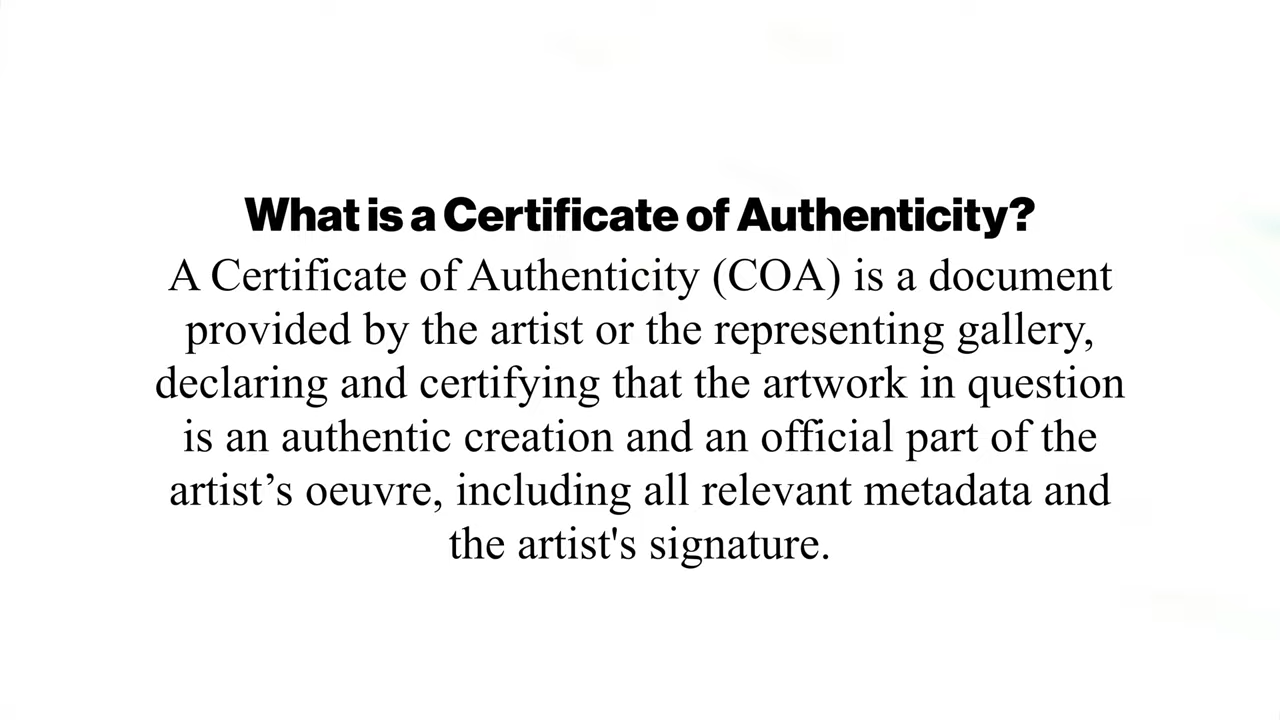 What is a Certificate of Authenticity?
A Certificate of Authenticity (COA) is a document
provided by the artist or the representing gallery,
declaring and certifying that the artwork in question
is an authentic creation and an official part of the
artist’s oeuvre, including all relevant metadata and
the artist's signature.